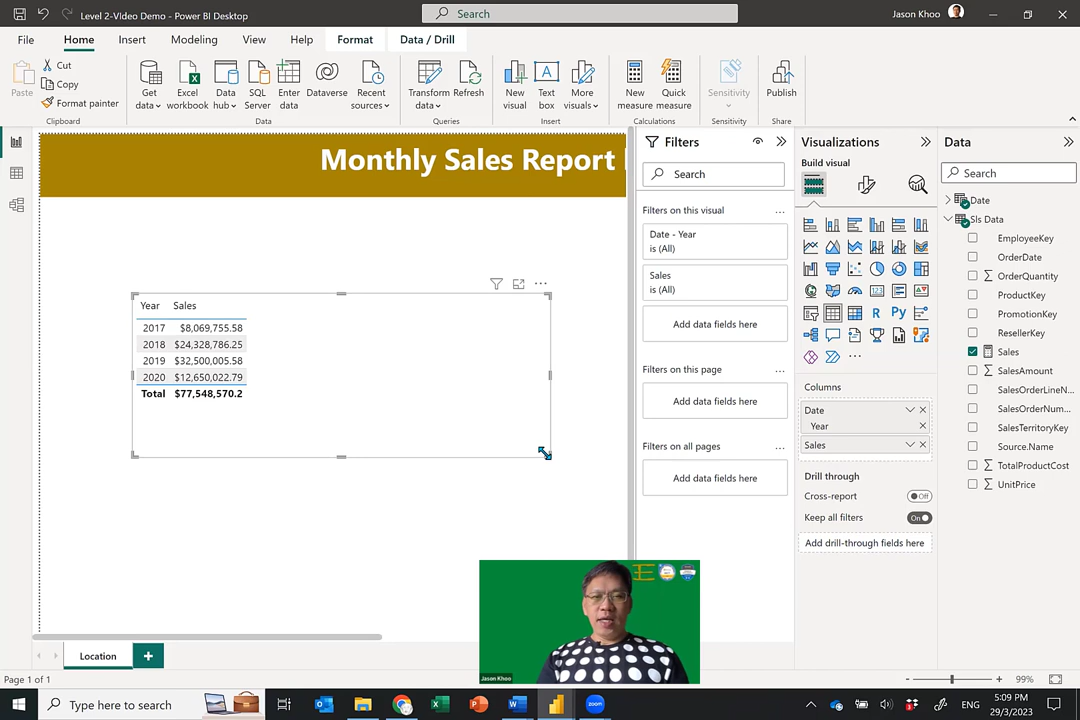 Level 2-Video Demo - Power BI Desktop
Search
Jason Khoo
File Home Insert Modeling View Help Format Data / Drill
Paste
Cut
Copy
Format painter
Get data
Excel workbook
Data hub
SQL Server
Enter data
Dataverse
Recent sources
Transform data
Refresh
New visual
Text box
More visuals
New measure
Quick measure
Sensitivity
Publish
Clipboard Data Queries Insert Calculations Sensitivity Share
Monthly Sales Report
Year Sales
2017 $8,069,755.58
2018 $24,328,786.25
2019 $32,500,005.58
2020 $12,650,022.79
Total $77,548,570.2
Filters
Search
Filters on this visual
Date - Year
is (All)
Sales
is (All)
Add data fields here
Filters on this page
Add data fields here
Filters on all pages
Add data fields here
Visualizations
Build visual
R Py
123
Columns
Date
Year
Sales
Drill through
Cross-report Off
Keep all filters On
Add drill-through fields here
Data
Search
Date
Sls Data
EmployeeKey
OrderDate
OrderQuantity
ProductKey
PromotionKey
ResellerKey
Sales
SalesAmount
SalesOrderLineN...
SalesOrderNum...
SalesTerritoryKey
Source.Name
TotalProductCost
UnitPrice
Jason Khoo
Location
Page 1 of 1
99%
Type here to search
zoom
ENG
5:09 PM
29/3/2023